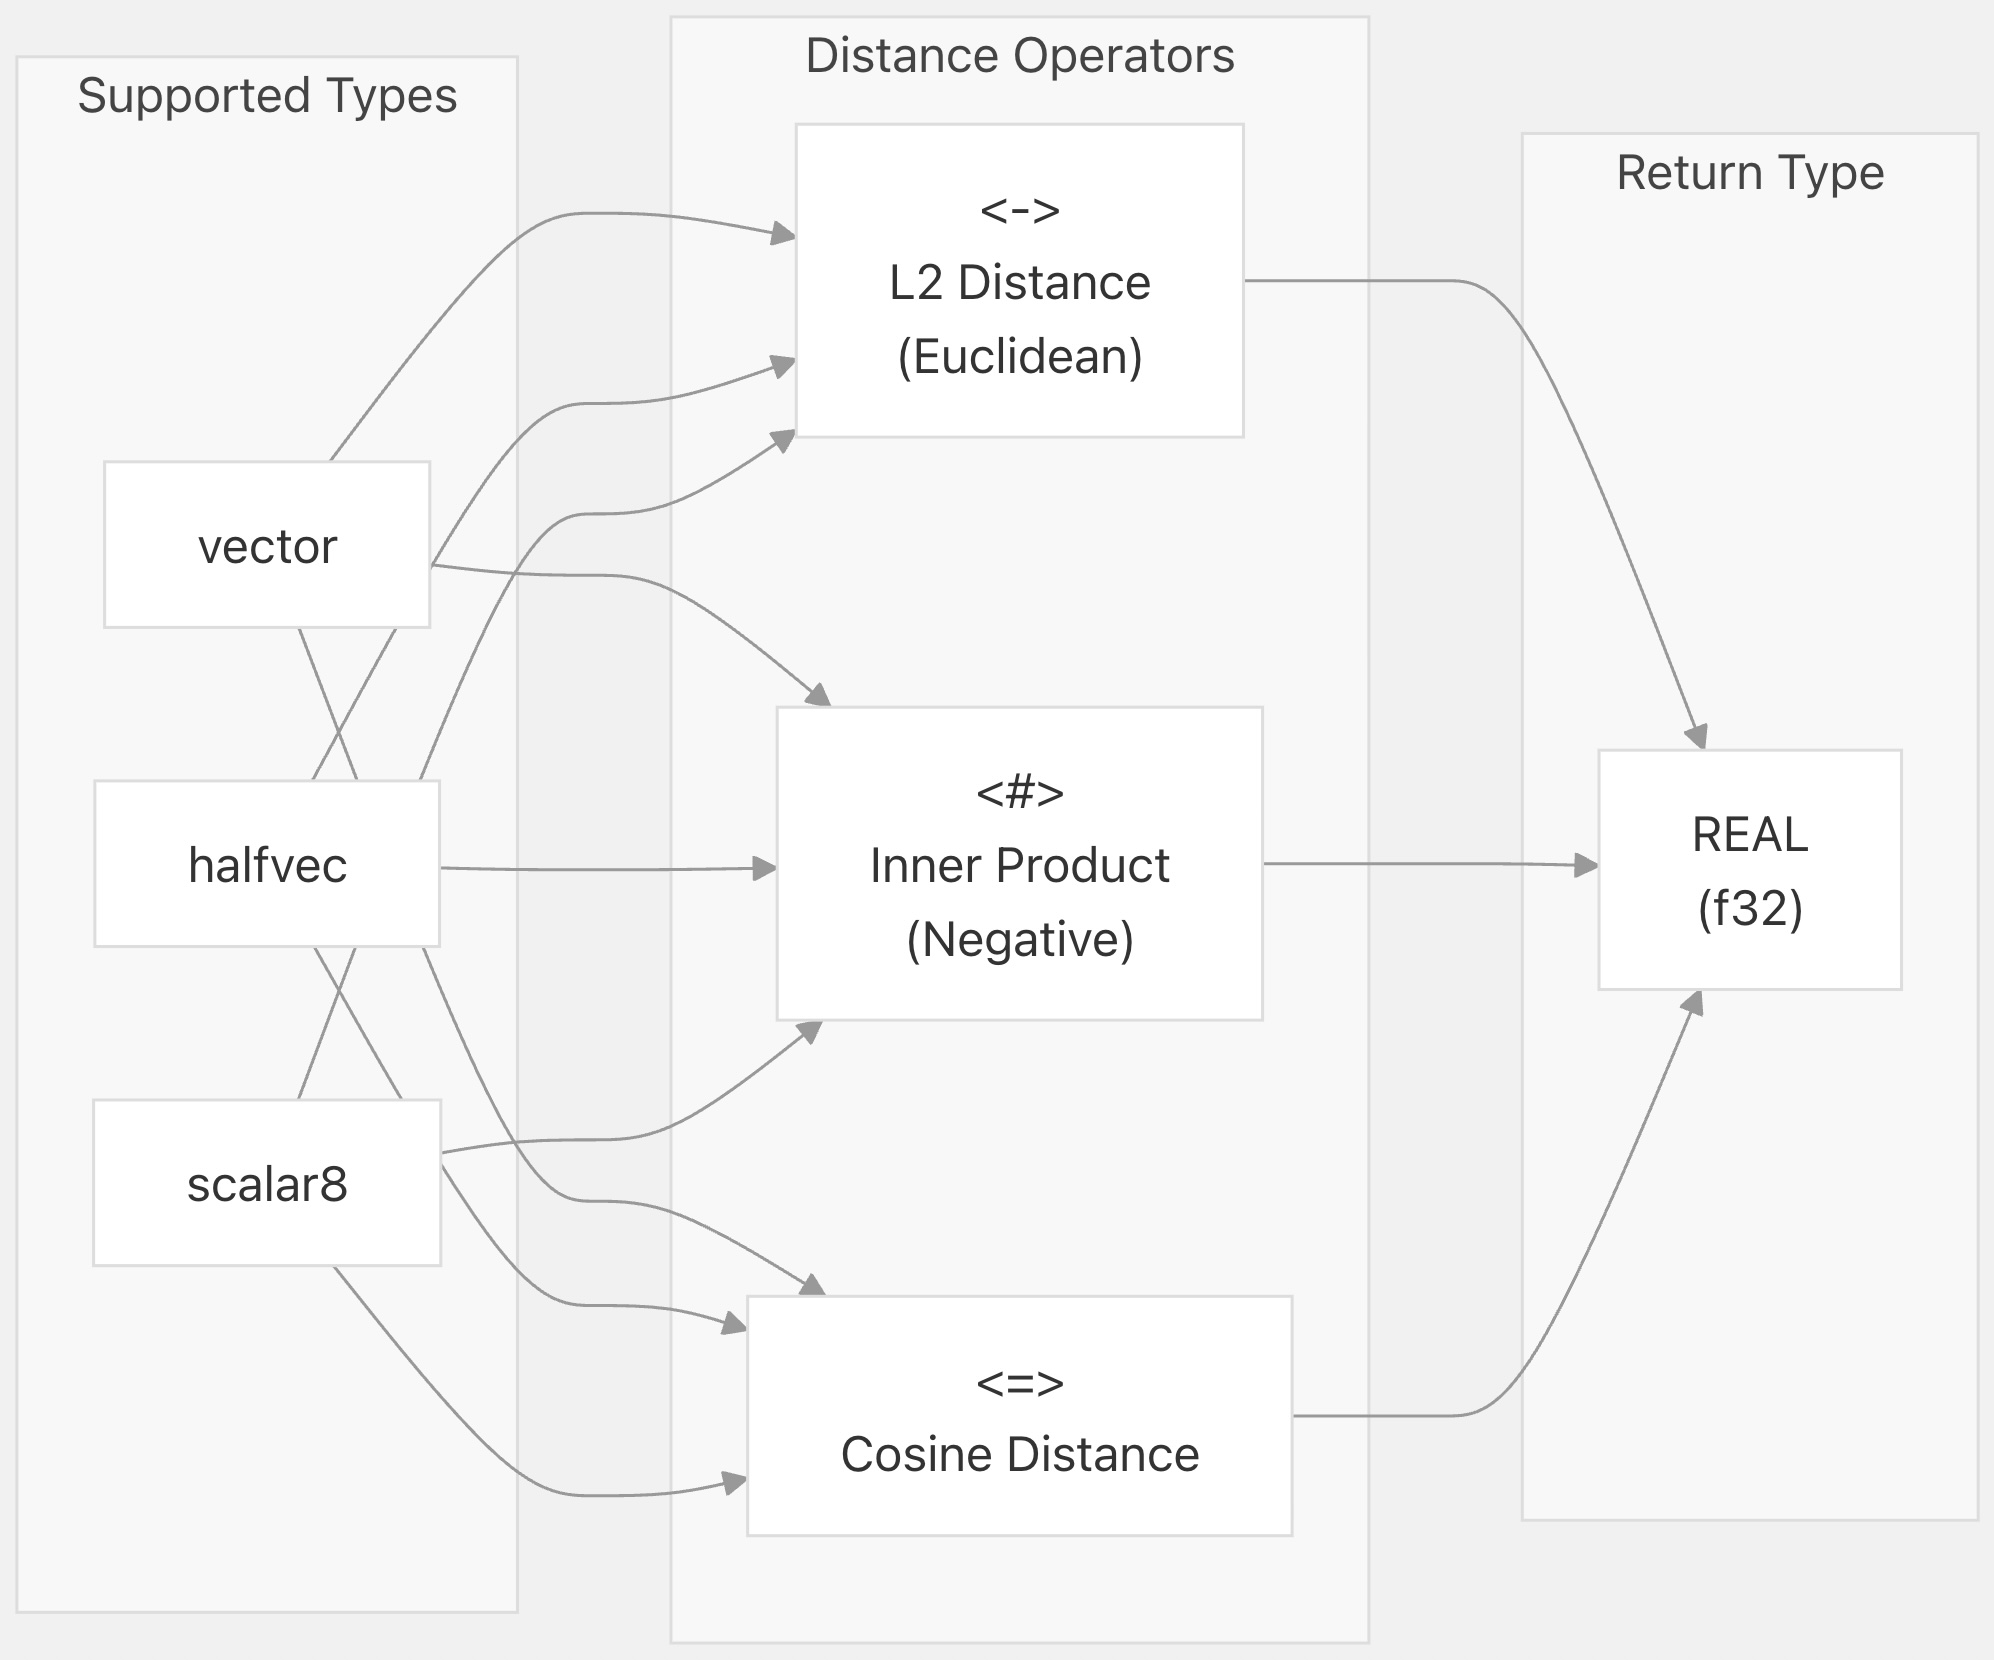 Supported Types
vector
halfvec
scalar8
Distance Operators
<->
L2 Distance
(Euclidean)
<#>
Inner Product
(Negative)
<=>
Cosine Distance
Return Type
REAL
(f32)